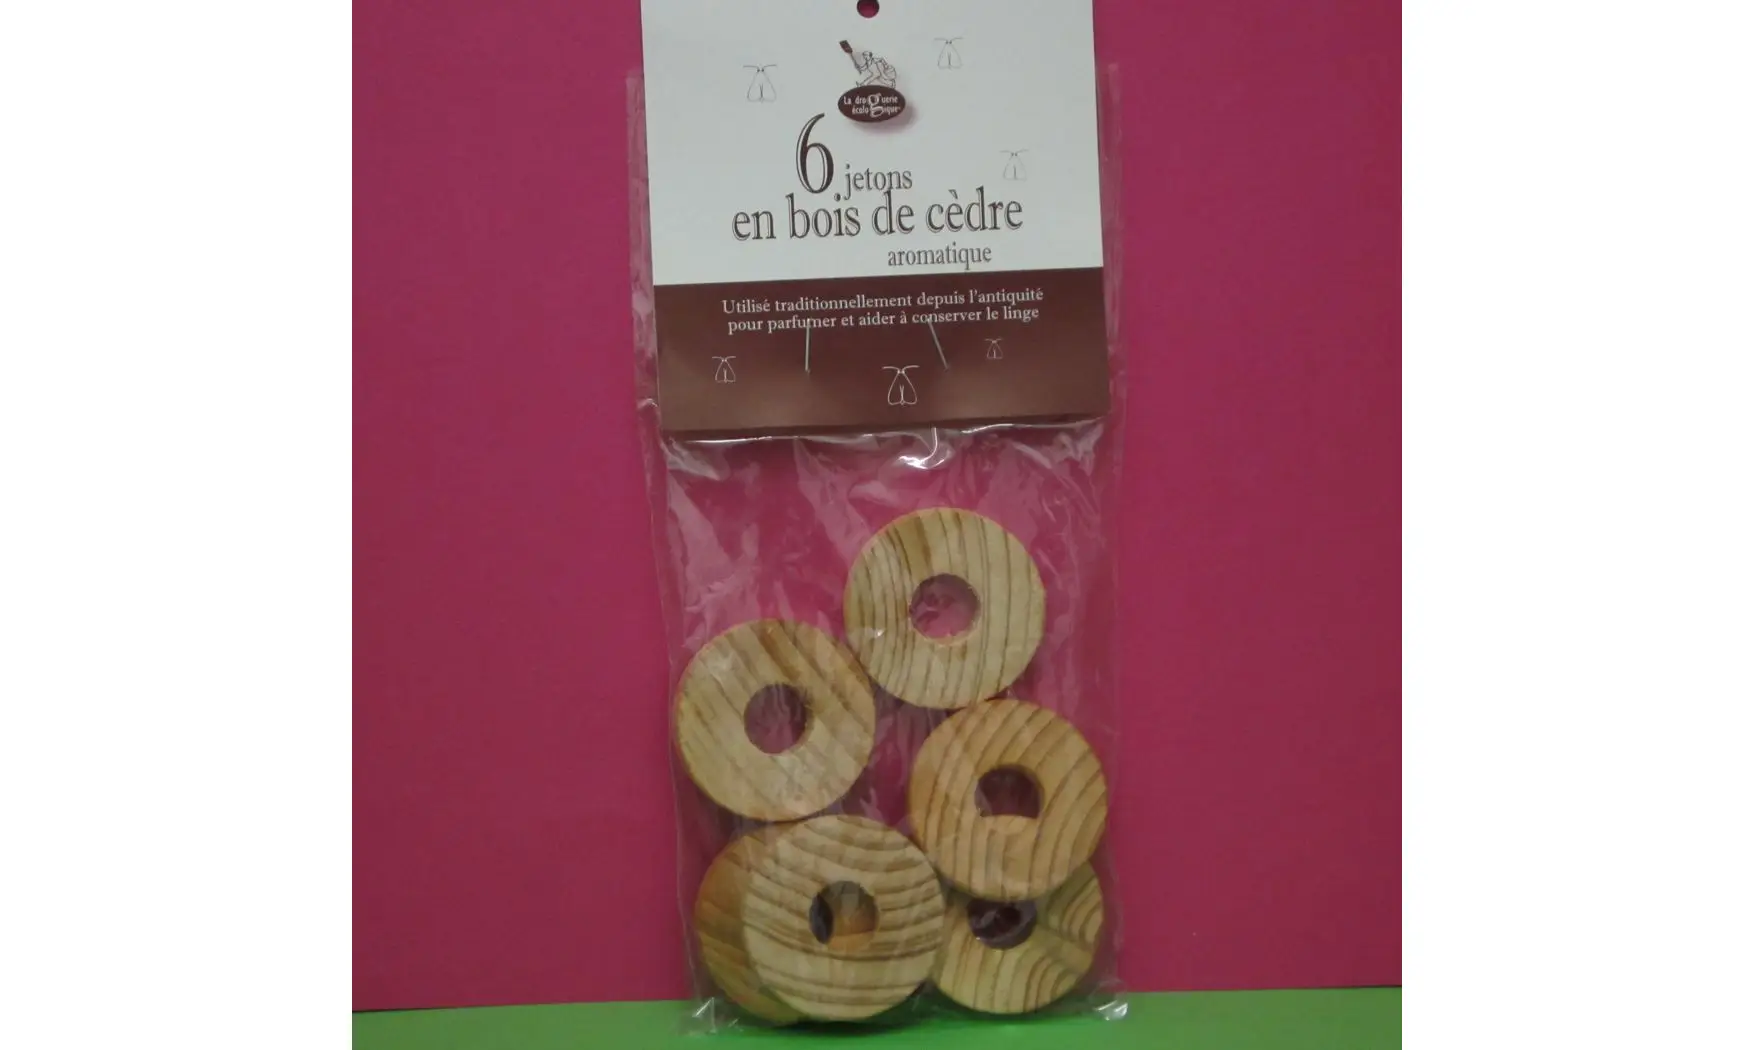 La droguerie
écologique
6 jetons
en bois de cèdre
aromatique
Utilisé traditionnellement depuis l'antiquité
pour parfumer et aider à conserver le linge